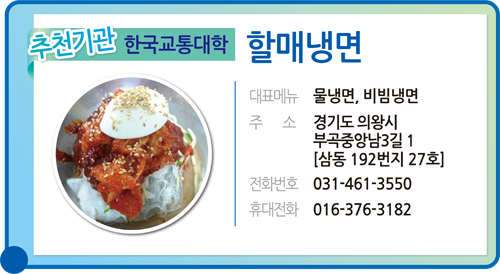 추천기관 한국교통대학 할매냉면
대표메뉴 물냉면, 비빔냉면
주 소 경기도 의왕시
부곡중앙남3길 1
[삼동 192번지 27호]
전화번호 031-461-3550
휴대전화 016-376-3182